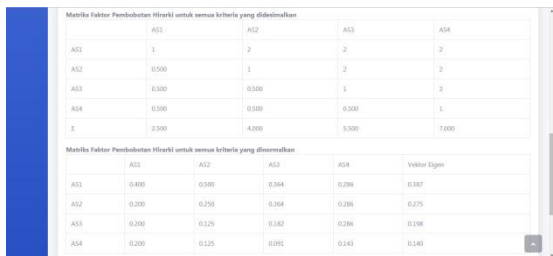 Matriks Faktor Pembobotan Hirarki untuk semua kriteria yang didesimalkan
AS1 AS2 AS3 AS4
AS1 1 2 2 2
AS2 0.500 1 2 2
AS3 0.500 0.500 1 2
AS4 0.500 0.500 0.500 1
Σ 2.500 4.000 5.500 7.000
Matriks Faktor Pembobotan Hirarki untuk semua kriteria yang dinormalkan
AS1 AS2 AS3 AS4 Vektor Eigen
AS1 0.400 0.500 0.364 0.286 0.387
AS2 0.200 0.250 0.364 0.286 0.275
AS3 0.200 0.125 0.182 0.286 0.198
AS4 0.200 0.125 0.091 0.143 0.140